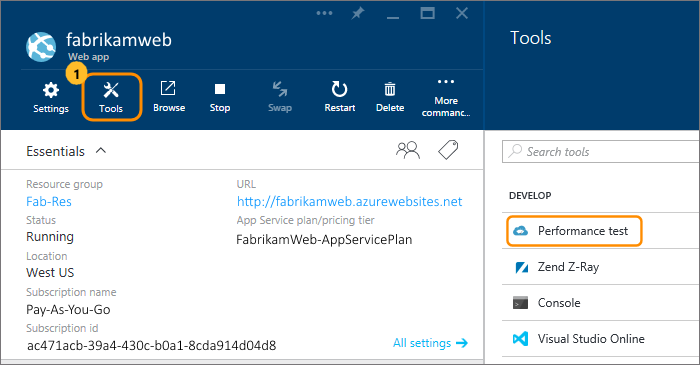 fabrikamweb
Web app
1
Settings
Tools
Browse
Stop
Swap
Restart
Delete
More
commanc...
Essentials
Resource group
Fab-Res
Status
Running
Location
West US
Subscription name
Pay-As-You-Go
Subscription id
ac471acb-39a4-430c-b0a1-8cda914d04d8
URL
http://fabrikamweb.azurewebsites.net
App Service plan/pricing tier
FabrikamWeb-AppServicePlan
All settings
Tools
Search tools
DEVELOP
Performance test
Zend Z-Ray
Console
Visual Studio Online